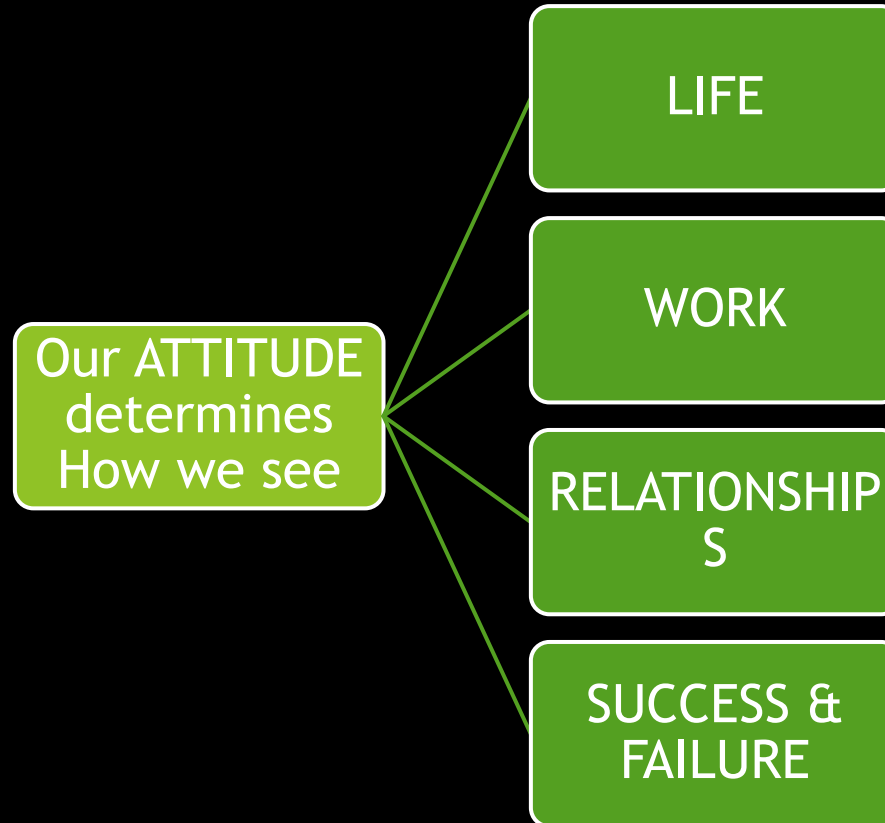 LIFE
WORK
Our ATTITUDE
determines
How we see
RELATIONSHIP
S
SUCCESS &
FAILURE